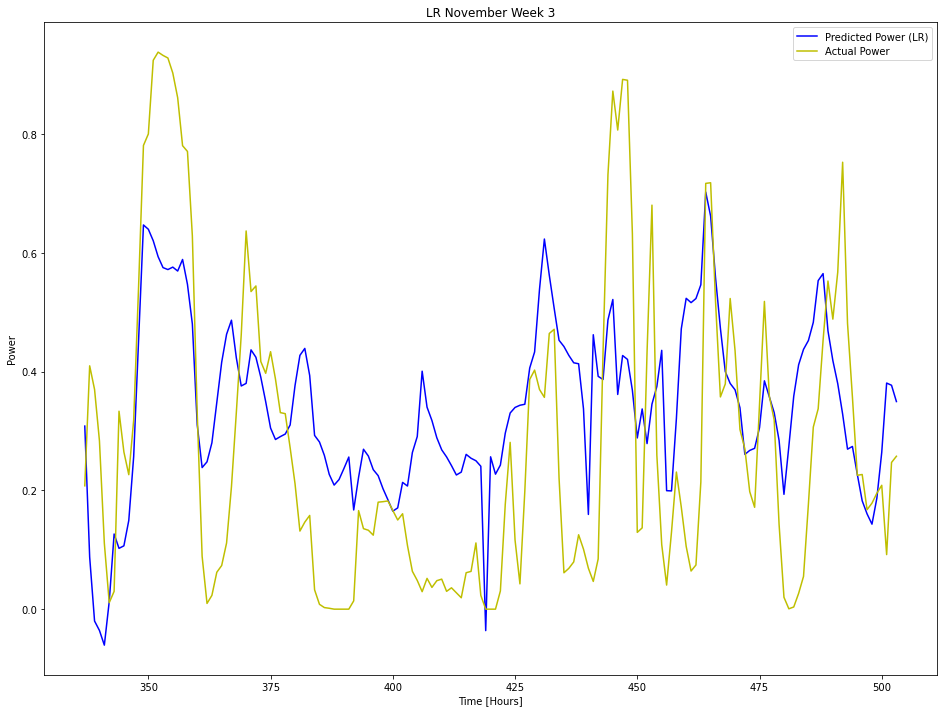 LR November Week 3
Predicted Power (LR)
Actual Power
Power
0.8
0.6
0.4
0.2
0.0
350
375
400
425
450
475
500
Time [Hours]